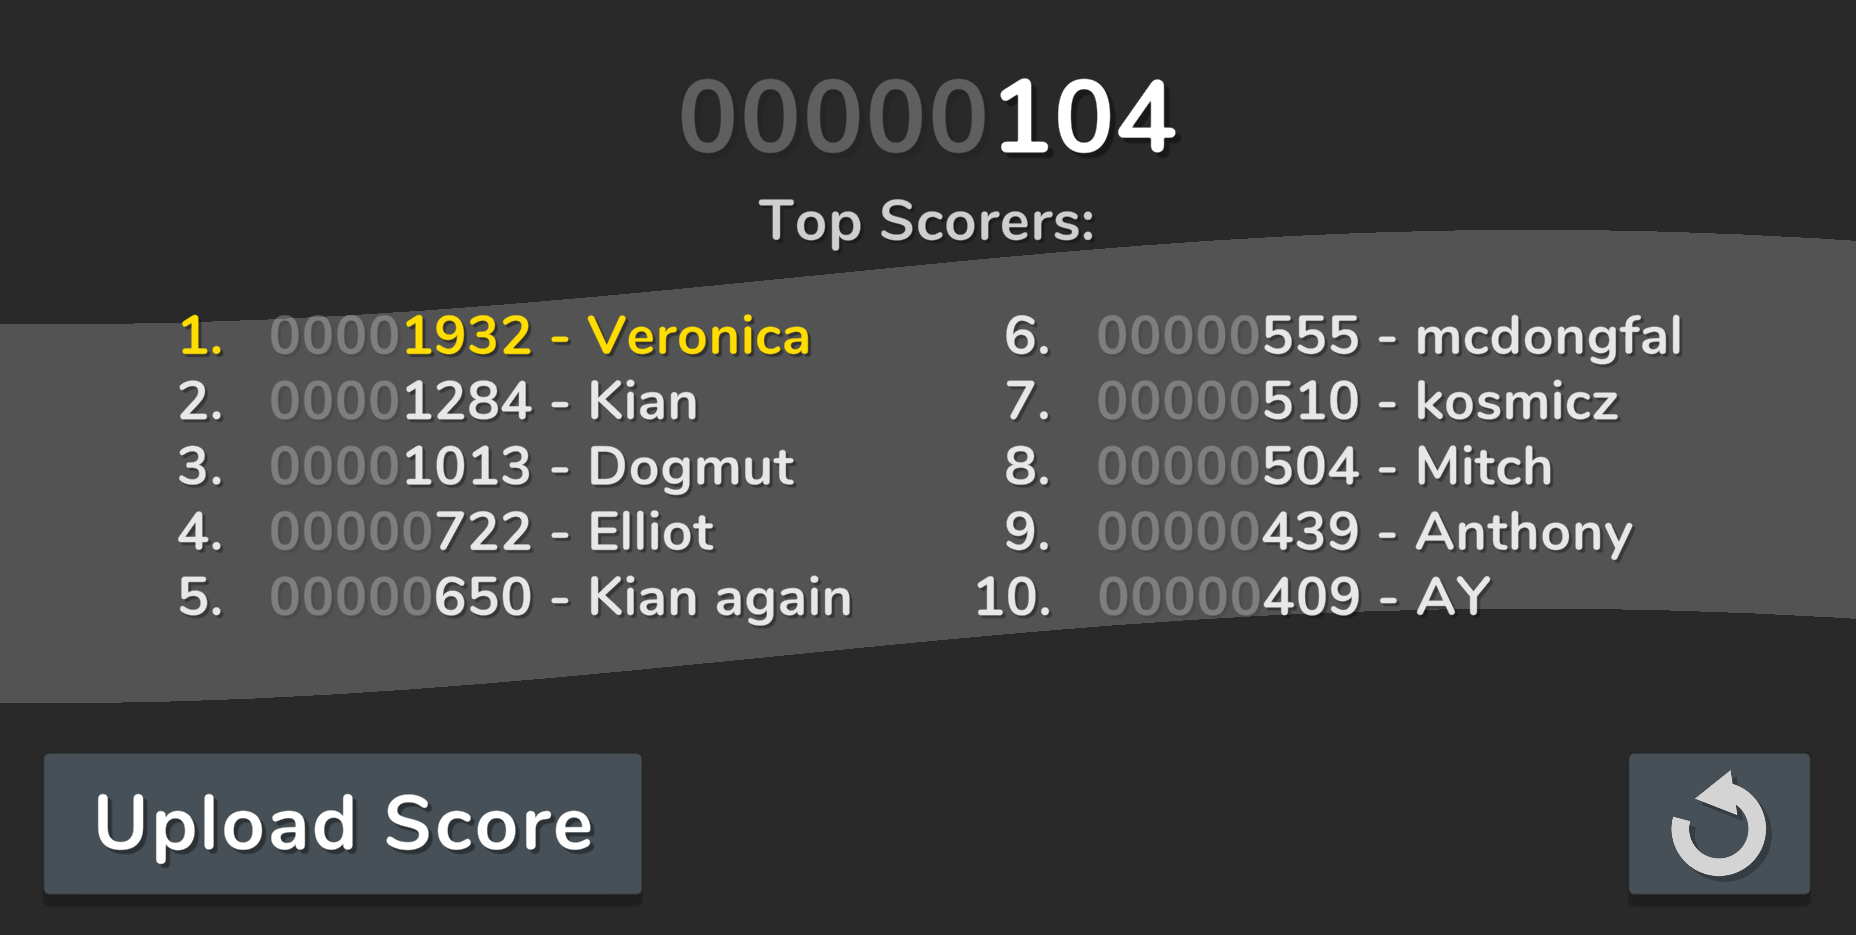 00000104
Top Scorers:
1. 00001932 - Veronica
2. 00001284 - Kian
3. 00001013 - Dogmut
4. 00000722 - Elliot
5. 00000650 - Kian again
6. 00000555 - mcdongfal
7. 00000510 - kosmicz
8. 00000504 - Mitch
9. 00000439 - Anthony
10. 00000409 - AY
Upload Score